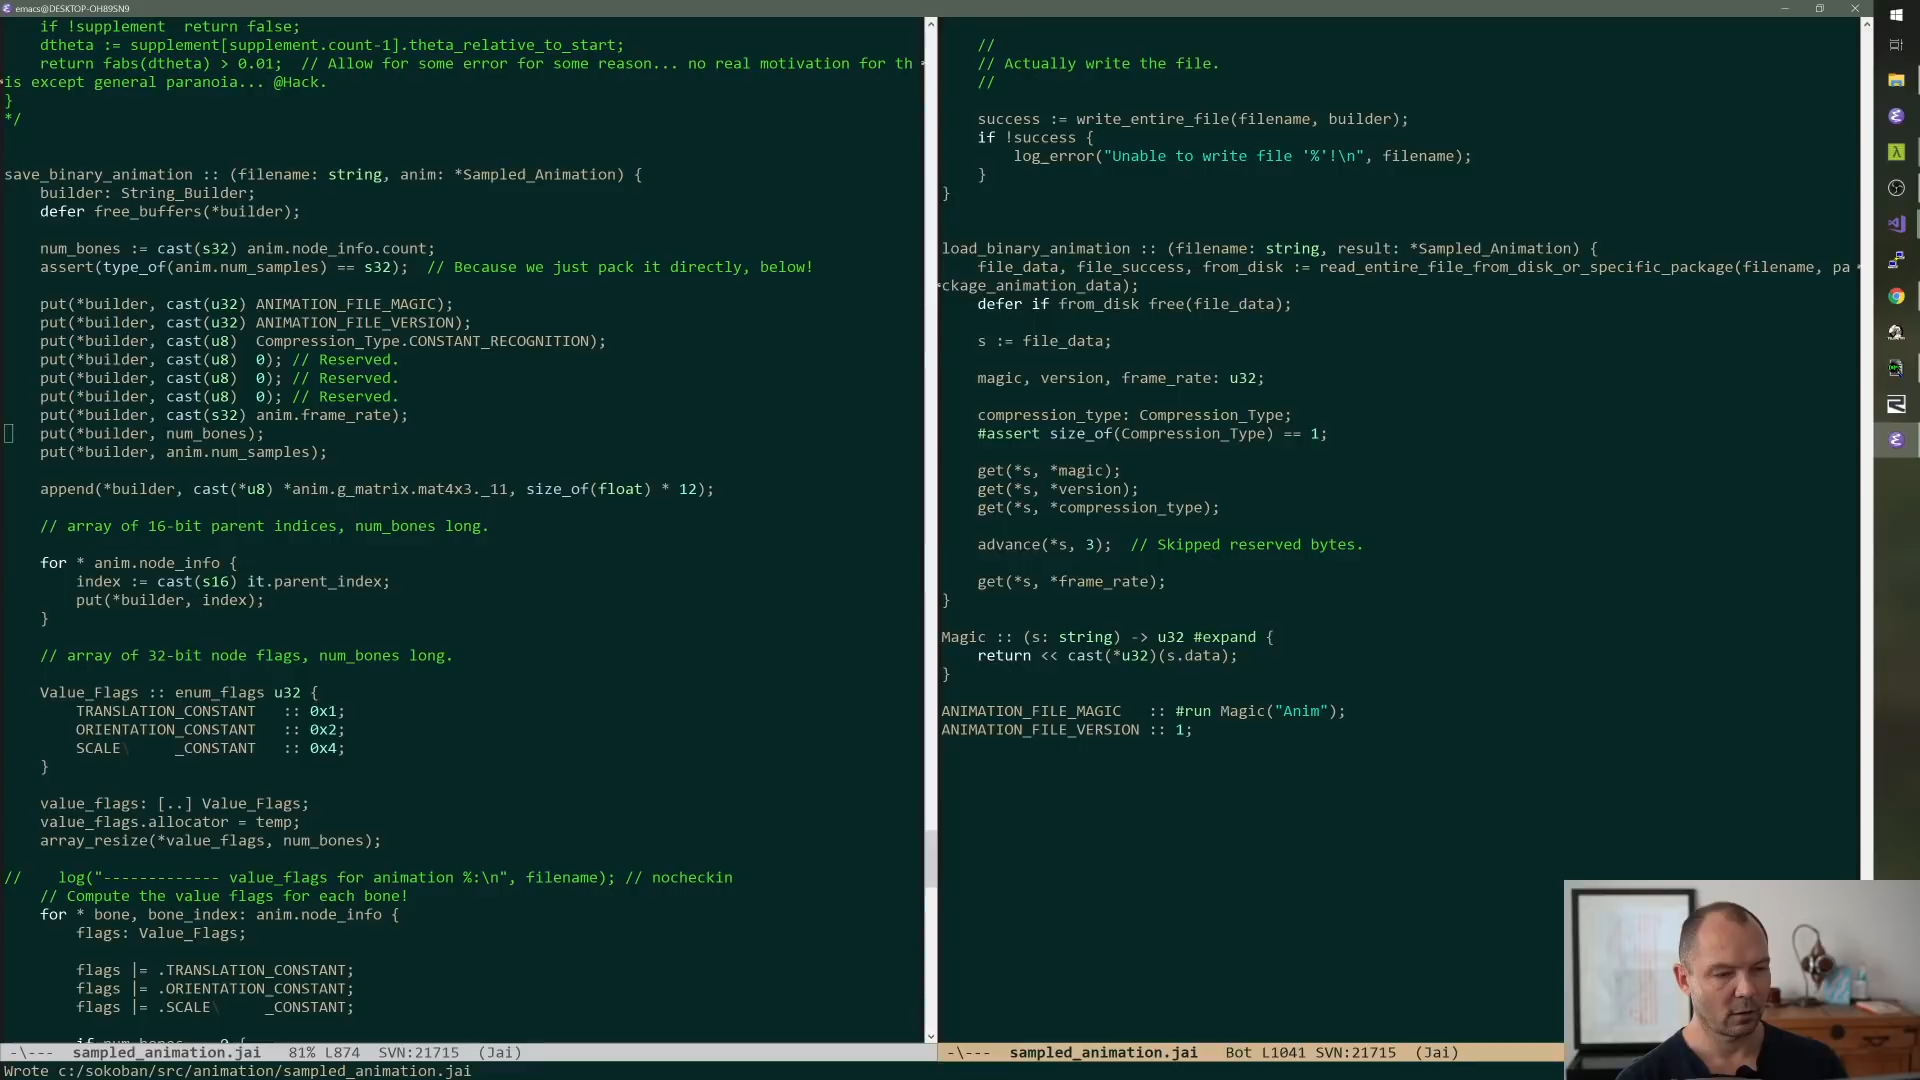 emacs@DESKTOP-OH89SN9
    if !supplement  return false;
    dtheta := supplement[supplement.count-1].theta_relative_to_start;
    return fabs(dtheta) > 0.01;  // Allow for some error for some reason... no real motivation for th
is except general paranoia... @Hack.
}
*/
save_binary_animation :: (filename: string, anim: *Sampled_Animation) {
    builder: String_Builder;
    defer free_buffers(*builder);
    num_bones := cast(s32) anim.node_info.count;
    assert(type_of(anim.num_samples) == s32);  // Because we just pack it directly, below!
    put(*builder, cast(u32) ANIMATION_FILE_MAGIC);
    put(*builder, cast(u32) ANIMATION_FILE_VERSION);
    put(*builder, cast(u8)  Compression_Type.CONSTANT_RECOGNITION);
    put(*builder, cast(u8)  0); // Reserved.
    put(*builder, cast(u8)  0); // Reserved.
    put(*builder, cast(u8)  0); // Reserved.
    put(*builder, cast(s32) anim.frame_rate);
    put(*builder, num_bones);
    put(*builder, anim.num_samples);
    append(*builder, cast(*u8) *anim.g_matrix.mat4x3._11, size_of(float) * 12);
    // array of 16-bit parent indices, num_bones long.
    for * anim.node_info {
        index := cast(s16) it.parent_index;
        put(*builder, index);
    }
    // array of 32-bit node flags, num_bones long.
    Value_Flags :: enum_flags u32 {
        TRANSLATION_CONSTANT   :: 0x1;
        ORIENTATION_CONSTANT   :: 0x2;
        SCALE\     _CONSTANT   :: 0x4;
    }
    value_flags: [..] Value_Flags;
    value_flags.allocator = temp;
    array_resize(*value_flags, num_bones);
//    log("------------- value_flags for animation %:\n", filename); // nocheckin
    // Compute the value flags for each bone!
    for * bone, bone_index: anim.node_info {
        flags: Value_Flags;
        flags |= .TRANSLATION_CONSTANT;
        flags |= .ORIENTATION_CONSTANT;
        flags |= .SCALE\     _CONSTANT;
-\---  sampled_animation.jai   81% L874  SVN:21715  (Jai)
    //
    // Actually write the file.
    //
    success := write_entire_file(filename, builder);
    if !success {
        log_error("Unable to write file '%'!\n", filename);
    }
}
load_binary_animation :: (filename: string, result: *Sampled_Animation) {
    file_data, file_success, from_disk := read_entire_file_from_disk_or_specific_package(filename, pa
ckage_animation_data);
    defer if from_disk free(file_data);
    s := file_data;
    magic, version, frame_rate: u32;
    compression_type: Compression_Type;
    #assert size_of(Compression_Type) == 1;
    get(*s, *magic);
    get(*s, *version);
    get(*s, *compression_type);
    advance(*s, 3);  // Skipped reserved bytes.
    get(*s, *frame_rate);
}
Magic :: (s: string) -> u32 #expand {
    return << cast(*u32)(s.data);
}
ANIMATION_FILE_MAGIC   :: #run Magic("Anim");
ANIMATION_FILE_VERSION :: 1;
-\---  sampled_animation.jai   Bot L1041 SVN:21715  (Jai)
Wrote c:/sokoban/src/animation/sampled_animation.jai